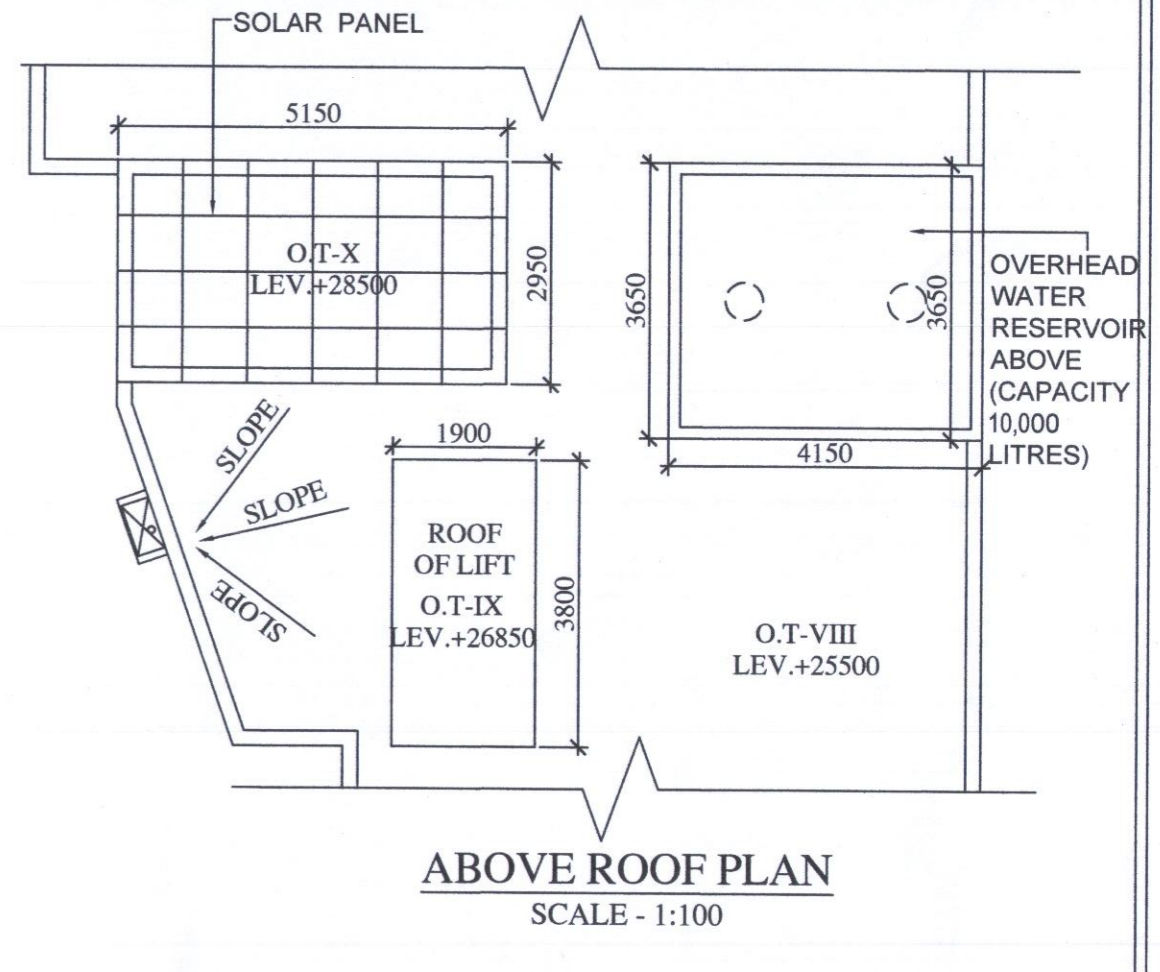 SOLAR PANEL
5150
O.T-X
LEV.+28500
2950
3650
3650
OVERHEAD
WATER
RESERVOIR
ABOVE
(CAPACITY
10,000
LITRES)
4150
SLOPE
SLOPE
SLOPE
P
1900
ROOF
OF LIFT
O.T-IX
LEV.+26850
3800
O.T-VIII
LEV.+25500
ABOVE ROOF PLAN
SCALE - 1:100